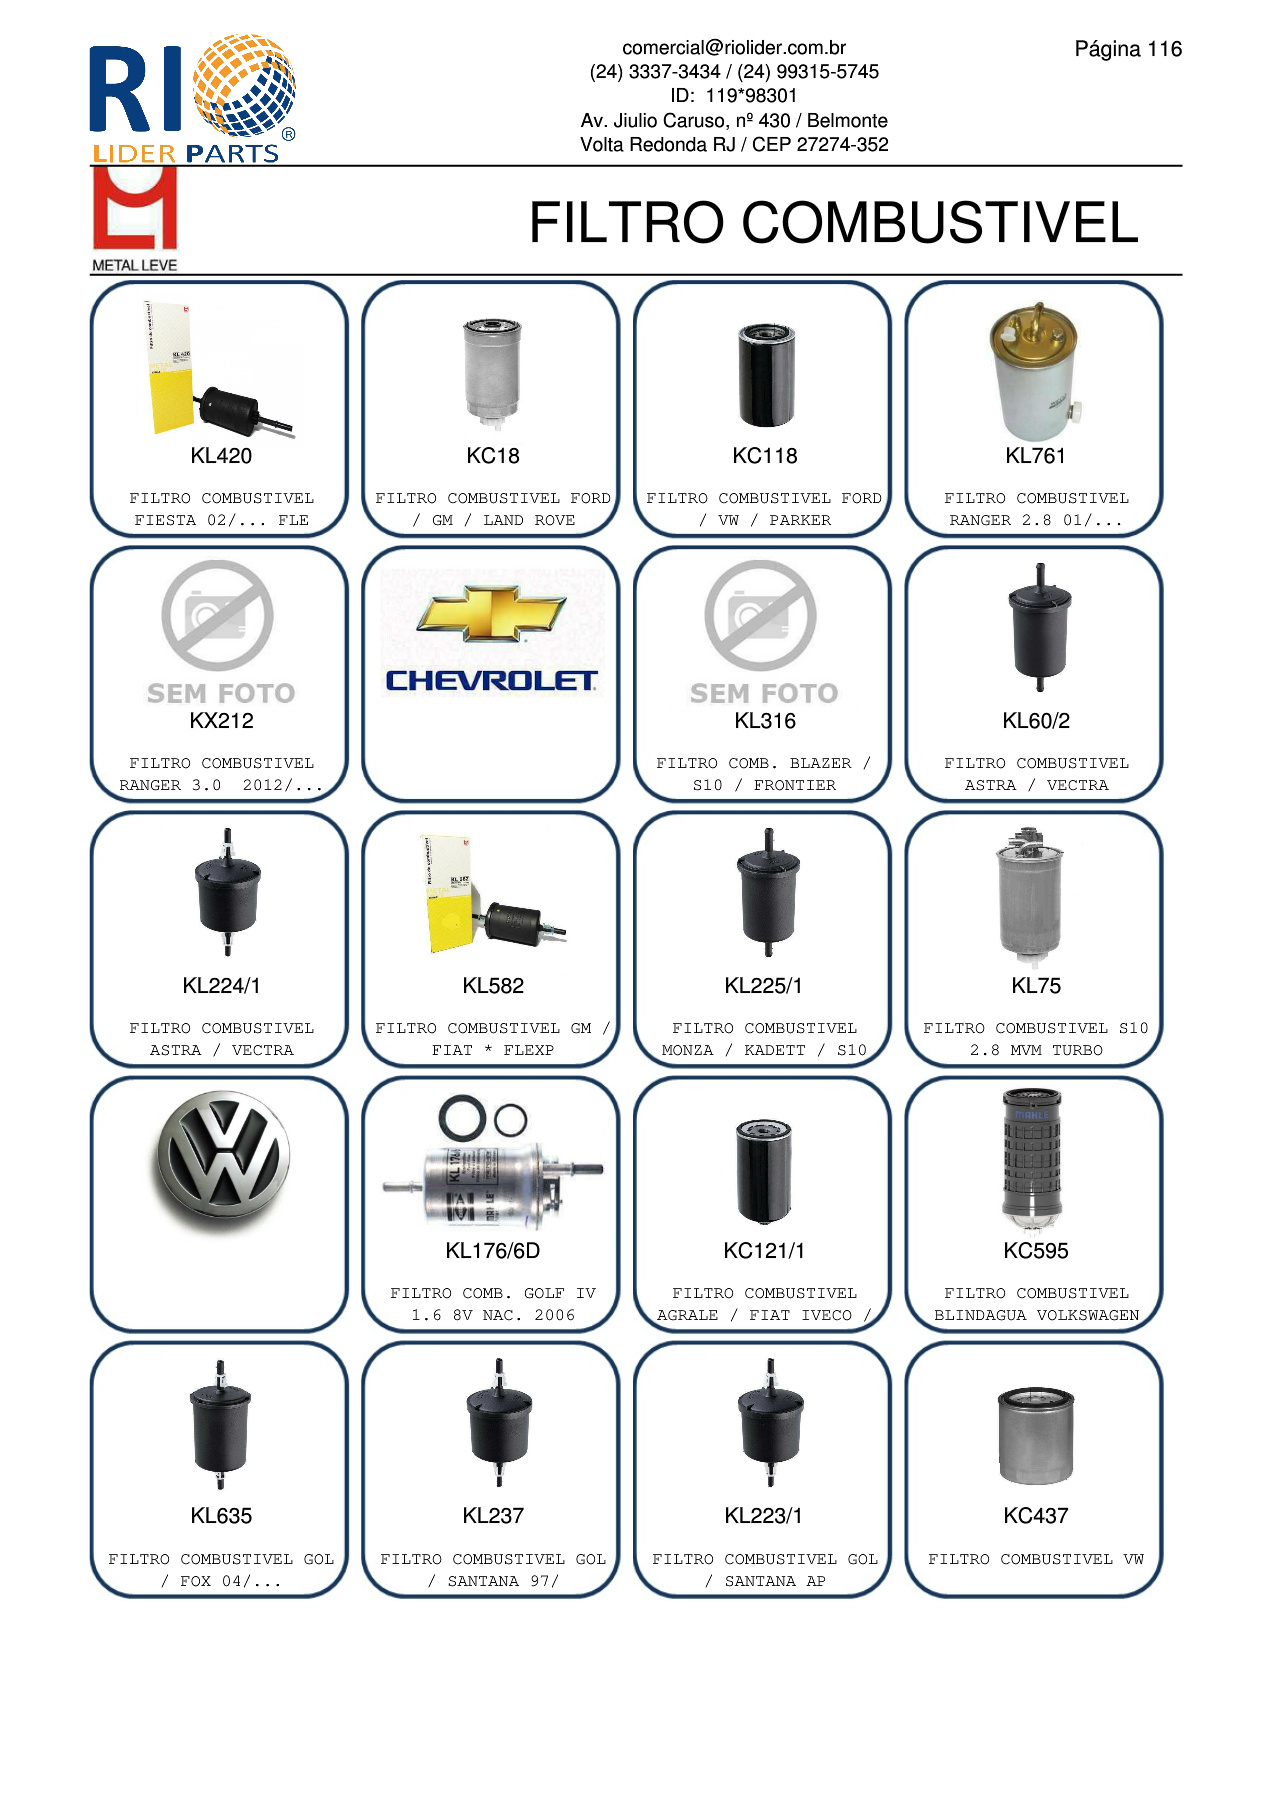 RIO
LIDER PARTS
®
comercial@riolider.com.br
(24) 3337-3434 / (24) 99315-5745
ID: 119*98301
Av. Jiulio Caruso, nº 430 / Belmonte
Volta Redonda RJ / CEP 27274-352
Página 116
METAL LEVE
FILTRO COMBUSTIVEL
KL420
FILTRO COMBUSTIVEL
FIESTA 02/... FLE
KC18
FILTRO COMBUSTIVEL FORD
/ GM / LAND ROVE
KC118
FILTRO COMBUSTIVEL FORD
/ VW / PARKER
KL761
FILTRO COMBUSTIVEL
RANGER 2.8 01/...
SEM FOTO
KX212
FILTRO COMBUSTIVEL
RANGER 3.0  2012/...
CHEVROLET
SEM FOTO
KL316
FILTRO COMB. BLAZER /
S10 / FRONTIER
KL60/2
FILTRO COMBUSTIVEL
ASTRA / VECTRA
KL224/1
FILTRO COMBUSTIVEL
ASTRA / VECTRA
KL 582
KL582
FILTRO COMBUSTIVEL GM /
FIAT * FLEXP
KL225/1
FILTRO COMBUSTIVEL
MONZA / KADETT / S10
KL75
FILTRO COMBUSTIVEL S10
2.8 MVM TURBO
KL176/6D
FILTRO COMB. GOLF IV
1.6 8V NAC. 2006
KC121/1
FILTRO COMBUSTIVEL
AGRALE / FIAT IVECO /
MAHLE
KC595
FILTRO COMBUSTIVEL
BLINDAGUA VOLKSWAGEN
KL635
FILTRO COMBUSTIVEL GOL
/ FOX 04/...
KL237
FILTRO COMBUSTIVEL GOL
/ SANTANA 97/
KL223/1
FILTRO COMBUSTIVEL GOL
/ SANTANA AP
KC437
FILTRO COMBUSTIVEL VW